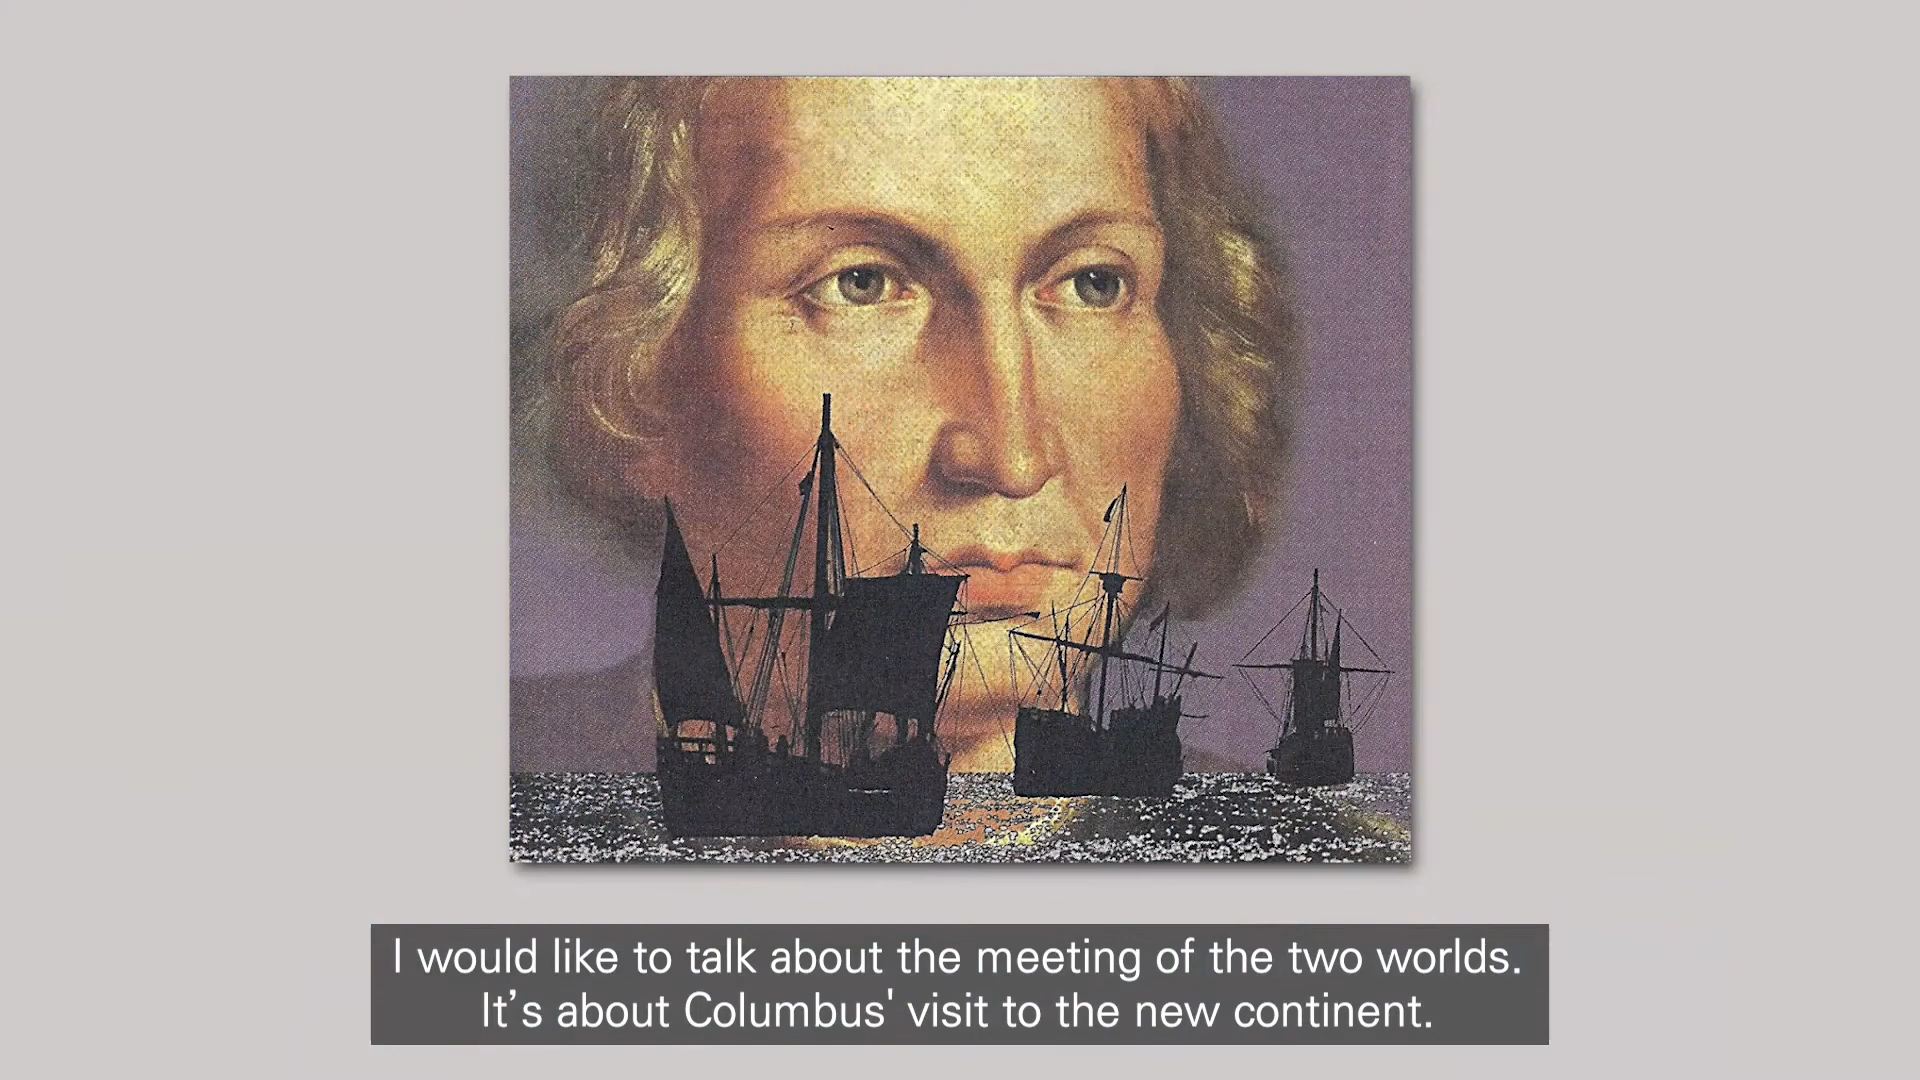 I would like to talk about the meeting of the two worlds.
It’s about Columbus' visit to the new continent.